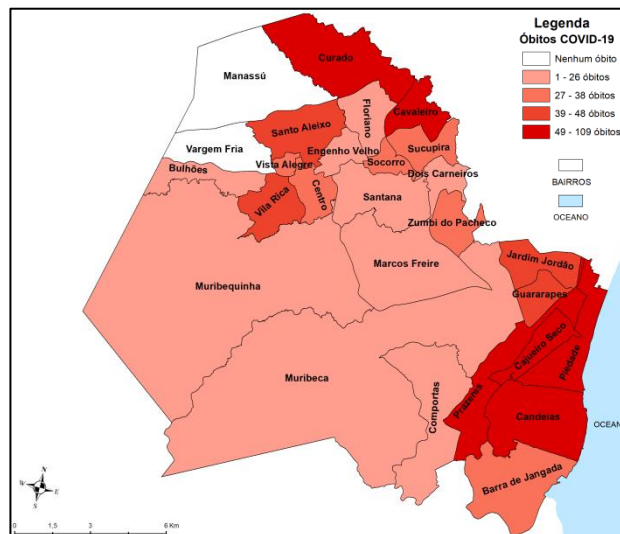 Legenda
Óbitos COVID-19
Nenhum óbito
1 - 26 óbitos
27 - 38 óbitos
39 - 48 óbitos
49 - 109 óbitos
BAIRROS
OCEANO
Curado
Manassú
Floriano
Cavaleiro
Santo Aleixo
Vargem Fria
Engenho Velho
Sucupira
Vista Alegre
Socorro
Bulhões
Dois Carneiros
Vila Rica
Centro
Santana
Zumbi do Pacheco
Marcos Freire
Jardim Jordão
Muribequinha
Guararapes
Cajueiro Seco
Piedade
Muribeca
Comportas
Prazeres
Candeias
OCEAN
Barra de Jangada
N
W
E
S
0
1,5
3
6 Km